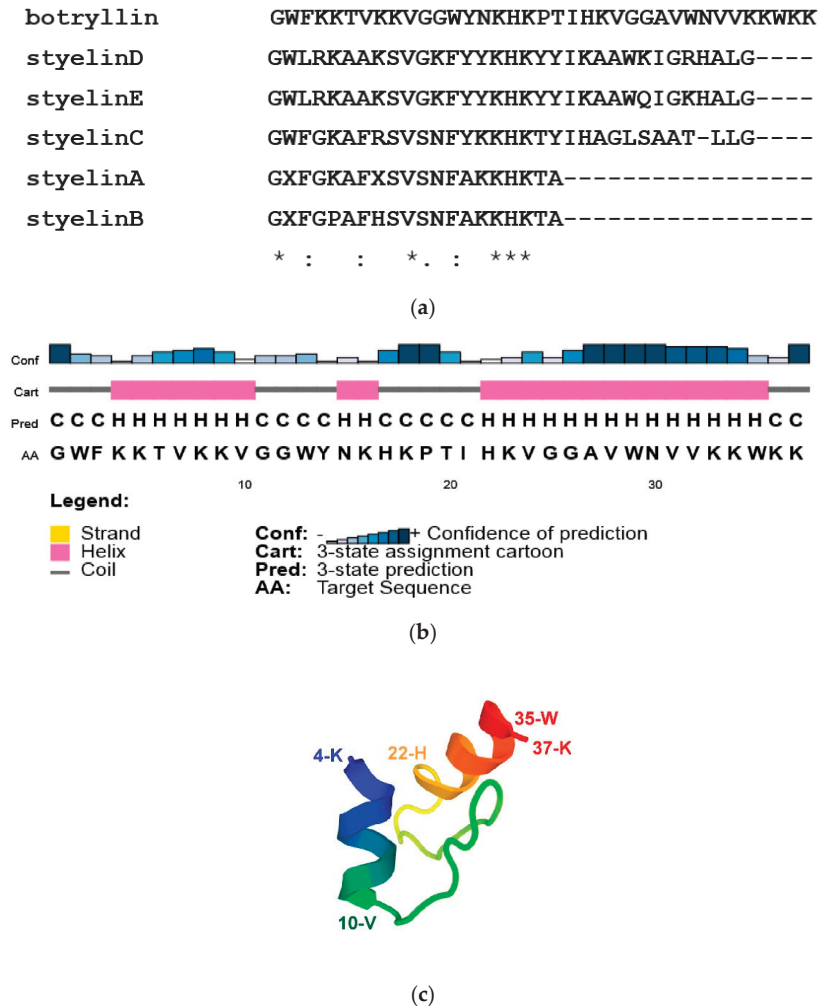 botryllin GWFKKTVKKVGGWYNKHKPTIHKVGGAVWNVVKKWKK
styelinD GWLRKAAKSVGKFYYKHKYYIKAAWKIGRHALG----
styelinE GWLRKAAKSVGKFYYKHKYYIKAAWQIGKHALG----
styelinC GWFGKAFRSVSNFYKKHKTYIHAGLSAAT-LLG----
styelinA GXFGKAFXSVSNFAKKHKTA-----------------
styelinB GXFGPAFHSVSNFAKKHKTA-----------------
* : : *. : ***
(a)
Conf
Cart
Pred C C C H H H H H H H C C C C H H C C C C C H H H H H H H H H H H H H H C C
AA G W F K K T V K K V G G W Y N K H K P T I H K V G G A V W N V V K K W K K
10 20 30
Legend:
Strand
Helix
Coil
Conf: - + Confidence of prediction
Cart: 3-state assignment cartoon
Pred: 3-state prediction
AA: Target Sequence
(b)
35-W
4-K 22-H 37-K
10-V
(c)